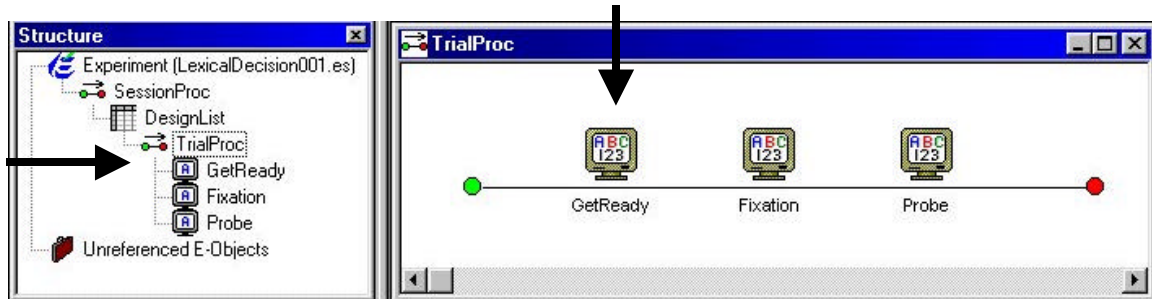 Structure
Experiment (LexicalDecision001.es)
SessionProc
DesignList
TrialProc
A GetReady
A Fixation
A Probe
Unreferenced E-Objects
TrialProc
ABC ABC ABC
123 123 123
GetReady Fixation Probe